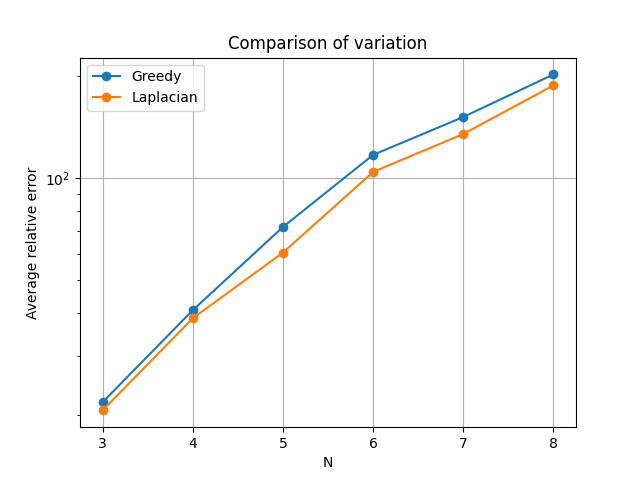 Comparison of variation
Greedy
Laplacian
Average relative error
10²
3 4 5 6 7 8
N